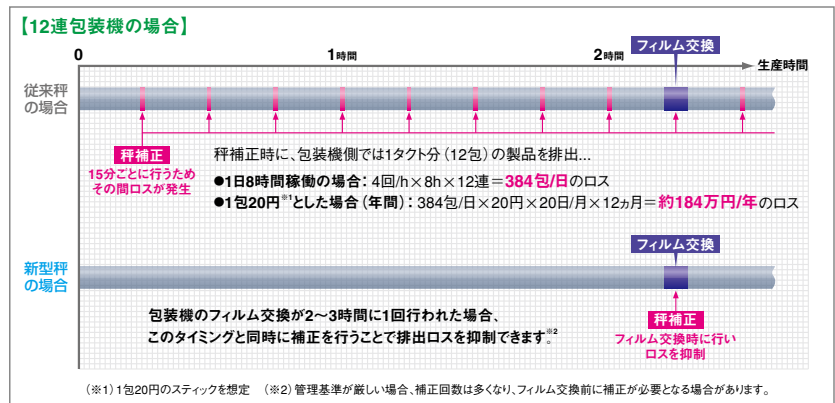 【12連包装機の場合】
フィルム交換
0 1時間 2時間 生産時間
従来秤
の場合
秤補正
15分ごとに行うため
その間ロスが発生
秤補正時に、包装機側では1タクト分(12包)の製品を排出...
●1日8時間稼働の場合:4回/h×8h×12連=384包/日のロス
●1包20円※1とした場合(年間):384包/日×20円×20日/月×12ヵ月=約184万円/年のロス
フィルム交換
新型秤
の場合
包装機のフィルム交換が2〜3時間に1回行われた場合、
このタイミングと同時に補正を行うことで排出ロスを抑制できます。※2
秤補正
フィルム交換時に行い
ロスを抑制
(※1)1包20円のスティックを想定 (※2)管理基準が厳しい場合、補正回数は多くなり、フィルム交換前に補正が必要となる場合があります。